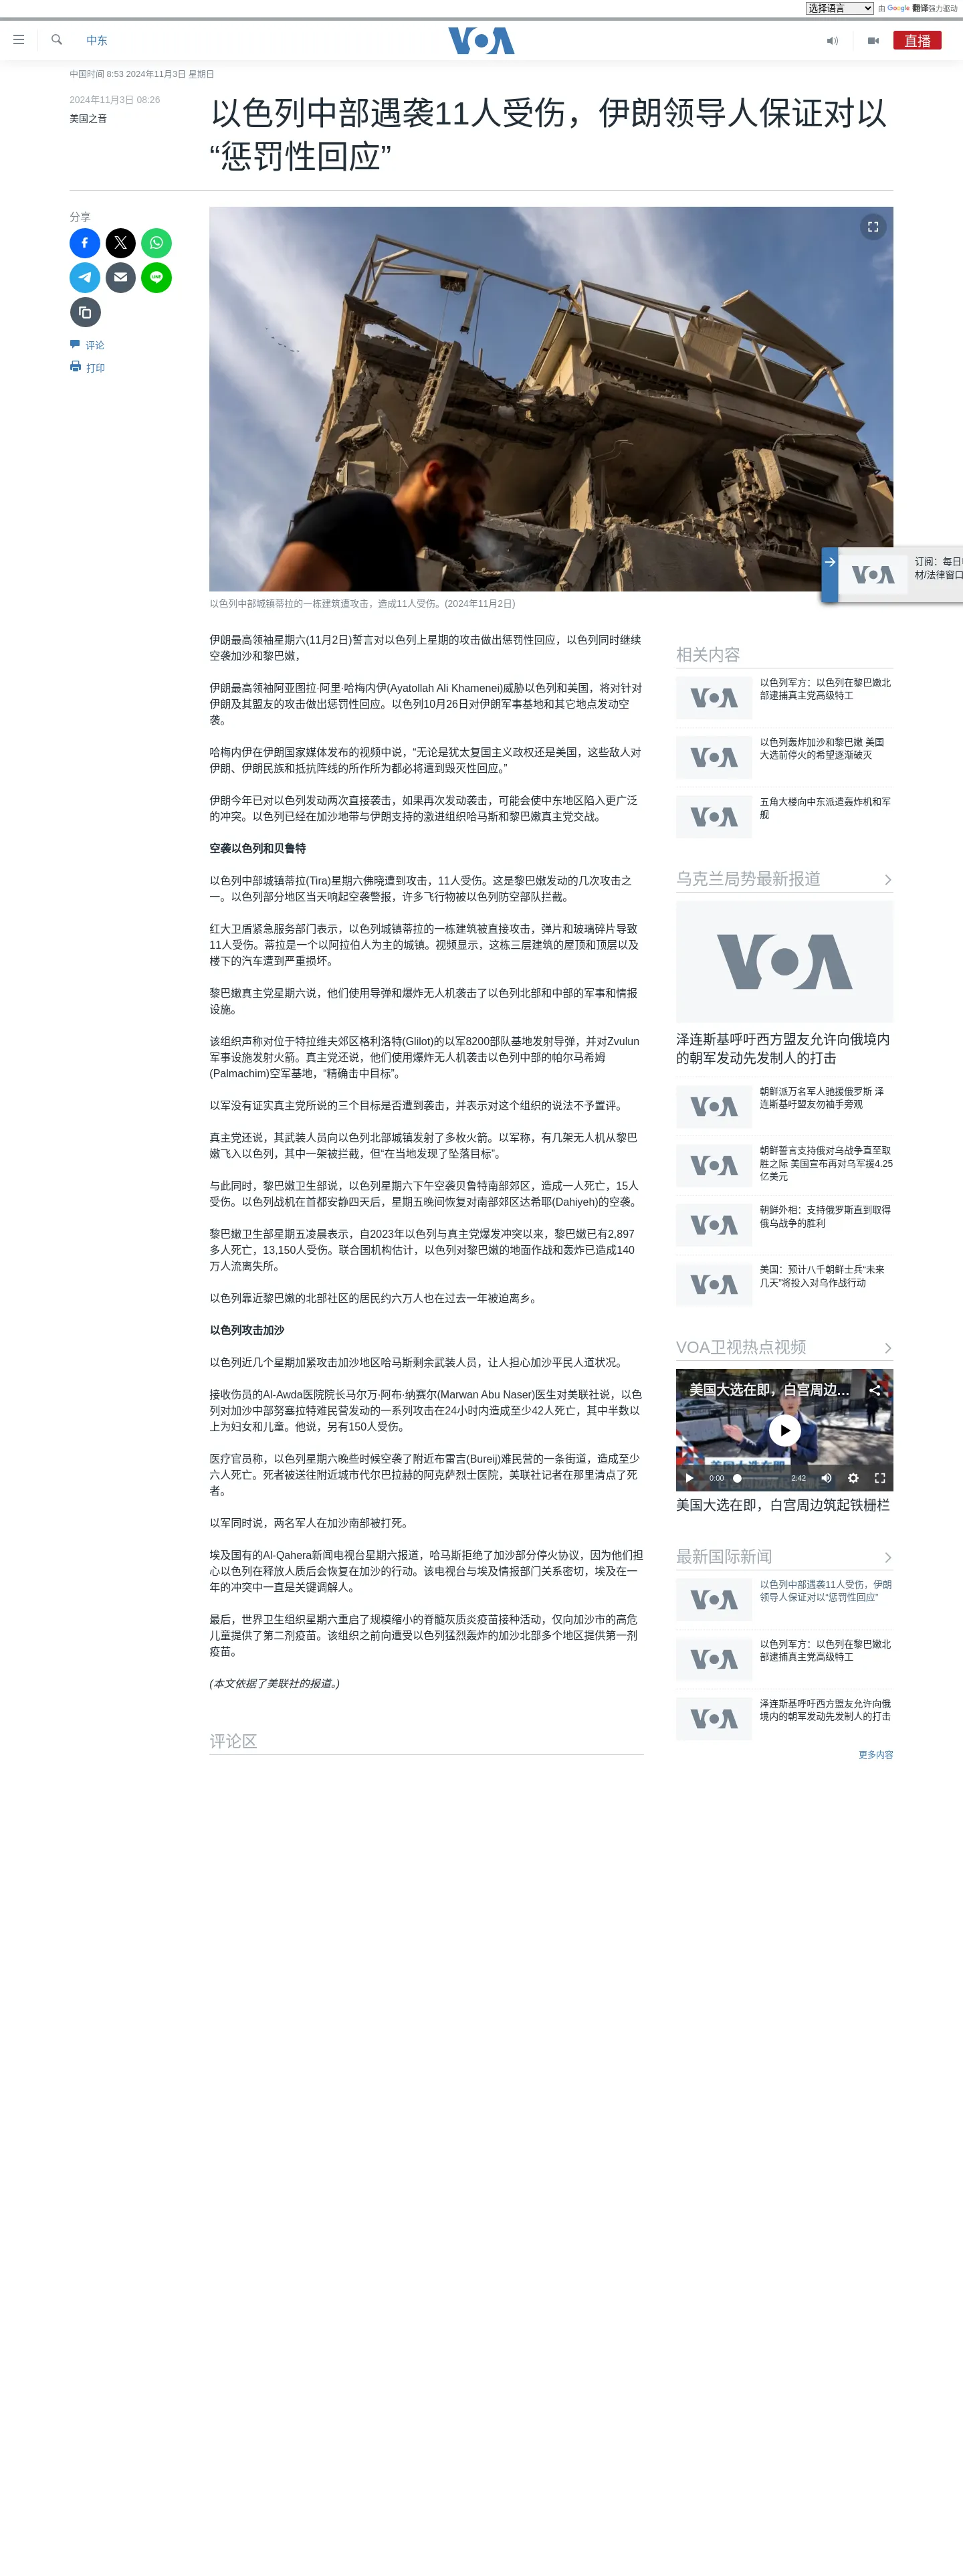 选择语言 由 Google 翻译强力驱动
中东
VOA
直播
中国时间 8:53 2024年11月3日 星期日
2024年11月3日 08:26
美国之音
以色列中部遇袭11人受伤，伊朗领导人保证对以
“惩罚性回应”
分享
LINE
评论
打印
以色列中部城镇蒂拉的一栋建筑遭攻击，造成11人受伤。(2024年11月2日)
VOA
订阅：每日
材/法律窗口
伊朗最高领袖星期六(11月2日)誓言对以色列上星期的攻击做出惩罚性回应，以色列同时继续
空袭加沙和黎巴嫩，
伊朗最高领袖阿亚图拉·阿里·哈梅内伊(Ayatollah Ali Khamenei)威胁以色列和美国，将对针对
伊朗及其盟友的攻击做出惩罚性回应。以色列10月26日对伊朗军事基地和其它地点发动空
袭。
哈梅内伊在伊朗国家媒体发布的视频中说，“无论是犹太复国主义政权还是美国，这些敌人对
伊朗、伊朗民族和抵抗阵线的所作所为都必将遭到毁灭性回应。”
伊朗今年已对以色列发动两次直接袭击，如果再次发动袭击，可能会使中东地区陷入更广泛
的冲突。以色列已经在加沙地带与伊朗支持的激进组织哈马斯和黎巴嫩真主党交战。
空袭以色列和贝鲁特
以色列中部城镇蒂拉(Tira)星期六佛晓遭到攻击，11人受伤。这是黎巴嫩发动的几次攻击之
一。以色列部分地区当天响起空袭警报，许多飞行物被以色列防空部队拦截。
红大卫盾紧急服务部门表示，以色列城镇蒂拉的一栋建筑被直接攻击，弹片和玻璃碎片导致
11人受伤。蒂拉是一个以阿拉伯人为主的城镇。视频显示，这栋三层建筑的屋顶和顶层以及
楼下的汽车遭到严重损坏。
黎巴嫩真主党星期六说，他们使用导弹和爆炸无人机袭击了以色列北部和中部的军事和情报
设施。
该组织声称对位于特拉维夫郊区格利洛特(Glilot)的以军8200部队基地发射导弹，并对Zvulun
军事设施发射火箭。真主党还说，他们使用爆炸无人机袭击以色列中部的帕尔马希姆
(Palmachim)空军基地，“精确击中目标”。
以军没有证实真主党所说的三个目标是否遭到袭击，并表示对这个组织的说法不予置评。
真主党还说，其武装人员向以色列北部城镇发射了多枚火箭。以军称，有几架无人机从黎巴
嫩飞入以色列，其中一架被拦截，但“在当地发现了坠落目标”。
与此同时，黎巴嫩卫生部说，以色列星期六下午空袭贝鲁特南部郊区，造成一人死亡，15人
受伤。以色列战机在首都安静四天后，星期五晚间恢复对南部郊区达希耶(Dahiyeh)的空袭。
黎巴嫩卫生部星期五凌晨表示，自2023年以色列与真主党爆发冲突以来，黎巴嫩已有2,897
多人死亡，13,150人受伤。联合国机构估计，以色列对黎巴嫩的地面作战和轰炸已造成140
万人流离失所。
以色列靠近黎巴嫩的北部社区的居民约六万人也在过去一年被迫离乡。
以色列攻击加沙
以色列近几个星期加紧攻击加沙地区哈马斯剩余武装人员，让人担心加沙平民人道状况。
接收伤员的Al-Awda医院院长马尔万·阿布·纳赛尔(Marwan Abu Naser)医生对美联社说，以色
列对加沙中部努塞拉特难民营发动的一系列攻击在24小时内造成至少42人死亡，其中半数以
上为妇女和儿童。他说，另有150人受伤。
医疗官员称，以色列星期六晚些时候空袭了附近布雷吉(Bureij)难民营的一条街道，造成至少
六人死亡。死者被送往附近城市代尔巴拉赫的阿克萨烈士医院，美联社记者在那里清点了死
者。
以军同时说，两名军人在加沙南部被打死。
埃及国有的Al-Qahera新闻电视台星期六报道，哈马斯拒绝了加沙部分停火协议，因为他们担
心以色列在释放人质后会恢复在加沙的行动。该电视台与埃及情报部门关系密切，埃及在一
年的冲突中一直是关键调解人。
最后，世界卫生组织星期六重启了规模缩小的脊髓灰质炎疫苗接种活动，仅向加沙市的高危
儿童提供了第二剂疫苗。该组织之前向遭受以色列猛烈轰炸的加沙北部多个地区提供第一剂
疫苗。
(本文依据了美联社的报道。)
评论区
相关内容
VOA
以色列军方：以色列在黎巴嫩北
部逮捕真主党高级特工
VOA
以色列轰炸加沙和黎巴嫩 美国
大选前停火的希望逐渐破灭
VOA
五角大楼向中东派遣轰炸机和军
舰
乌克兰局势最新报道
VOA
泽连斯基呼吁西方盟友允许向俄境内
的朝军发动先发制人的打击
VOA
朝鲜派万名军人驰援俄罗斯 泽
连斯基吁盟友勿袖手旁观
VOA
朝鲜誓言支持俄对乌战争直至取
胜之际 美国宣布再对乌军援4.25
亿美元
VOA
朝鲜外相：支持俄罗斯直到取得
俄乌战争的胜利
VOA
美国：预计八千朝鲜士兵“未来
几天”将投入对乌作战行动
VOA卫视热点视频
美国大选在即，白宫周边...
美国大选在即
0:00 2:42
美国大选在即，白宫周边筑起铁栅栏
最新国际新闻
VOA
以色列中部遇袭11人受伤，伊朗
领导人保证对以“惩罚性回应”
VOA
以色列军方：以色列在黎巴嫩北
部逮捕真主党高级特工
VOA
泽连斯基呼吁西方盟友允许向俄
境内的朝军发动先发制人的打击
更多内容